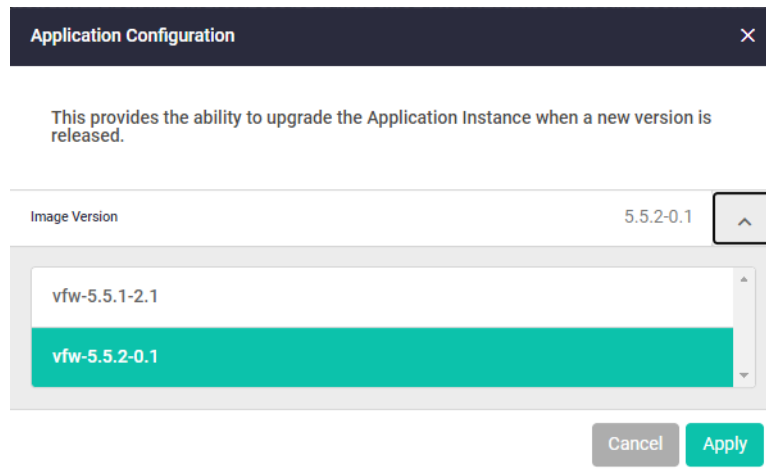 Application Configuration
This provides the ability to upgrade the Application Instance when a new version is
released.
Image Version 5.5.2-0.1
vfw-5.5.1-2.1
vfw-5.5.2-0.1
Cancel Apply